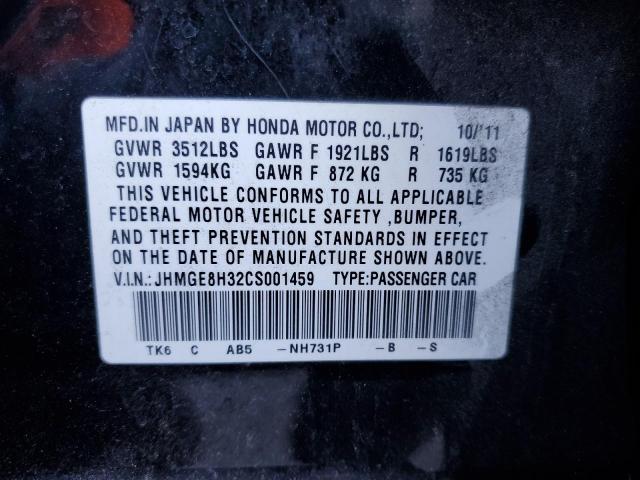 MFD.IN JAPAN BY HONDA MOTOR CO.,LTD; 10/'11
GVWR 3512LBS GAWR F 1921LBS R 1619LBS
GVWR 1594KG GAWR F 872 KG R 735 KG
THIS VEHICLE CONFORMS TO ALL APPLICABLE
FEDERAL MOTOR VEHICLE SAFETY ,BUMPER,
AND THEFT PREVENTION STANDARDS IN EFFECT
ON THE DATE OF MANUFACTURE SHOWN ABOVE.
V.I.N.:JHMGE8H32CS001459 TYPE:PASSENGER CAR
TK6 C AB5 -NH731P -B -S